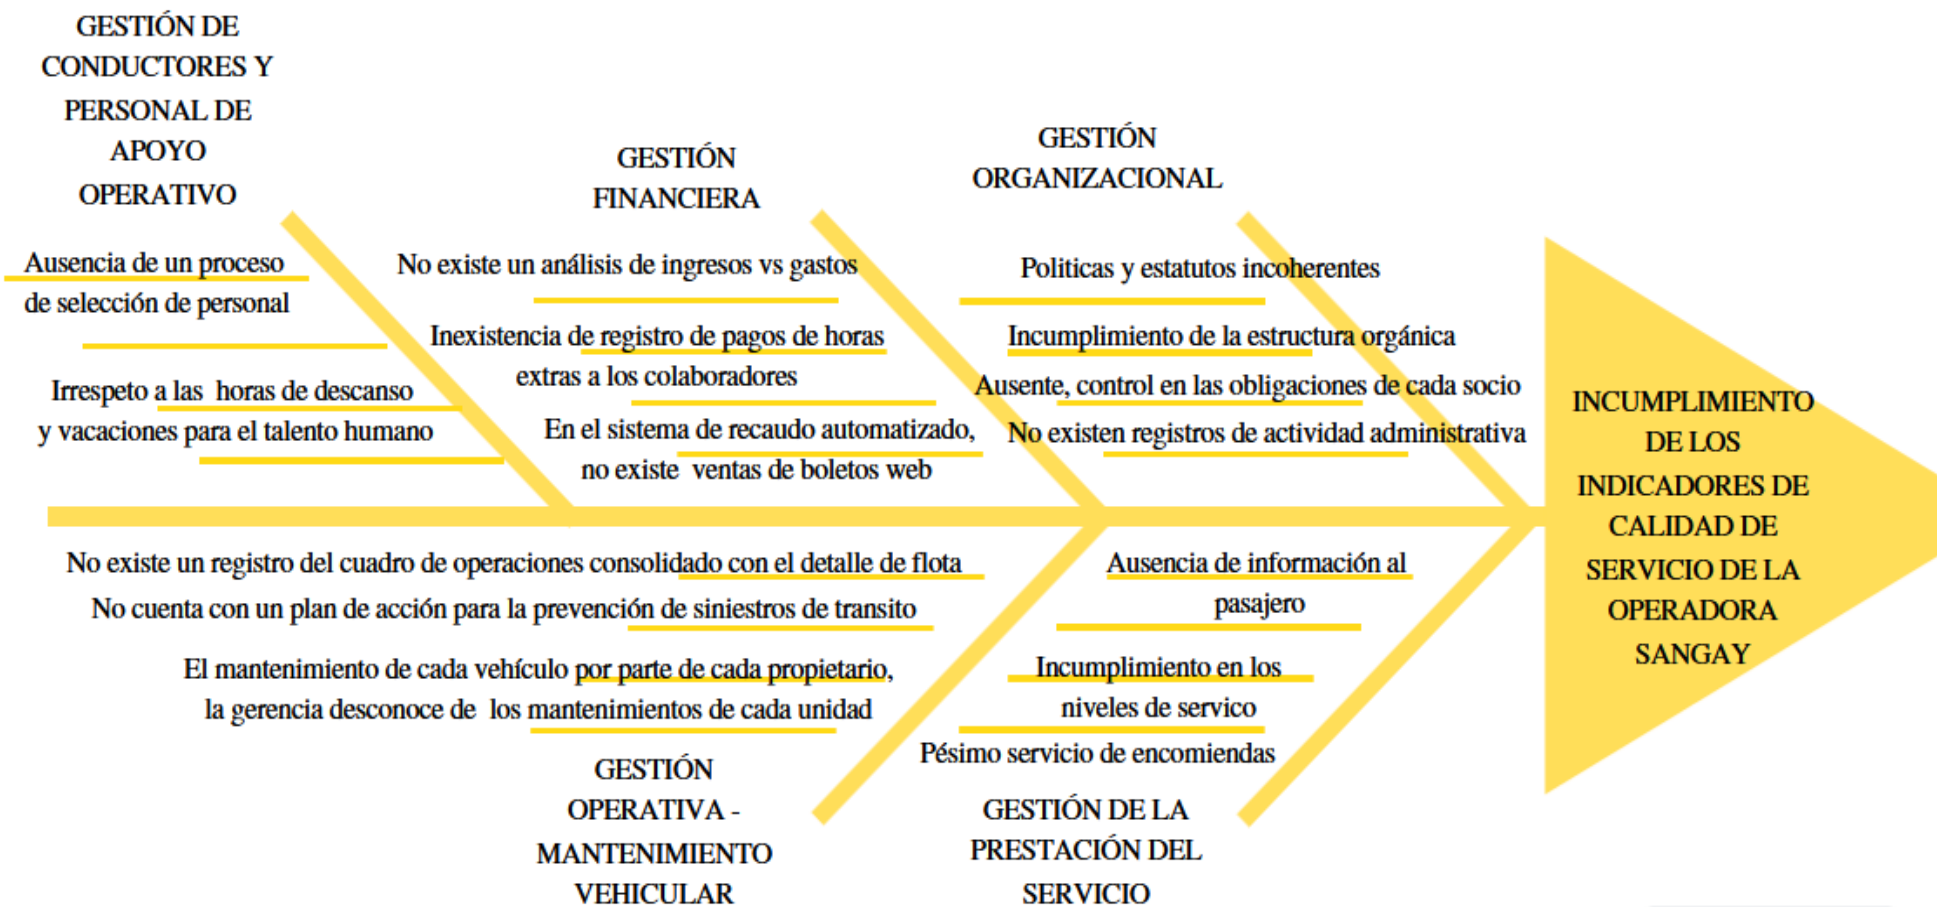 GESTIÓN DE
CONDUCTORES Y
PERSONAL DE
APOYO
OPERATIVO
Ausencia de un proceso
de selección de personal
Irrespeto a las horas de descanso
y vacaciones para el talento humano
GESTIÓN
FINANCIERA
No existe un análisis de ingresos vs gastos
Inexistencia de registro de pagos de horas
extras a los colaboradores
En el sistema de recaudo automatizado,
no existe ventas de boletos web
GESTIÓN
ORGANIZACIONAL
Politicas y estatutos incoherentes
Incumplimiento de la estructura orgánica
Ausente, control en las obligaciones de cada socio
No existen registros de actividad administrativa
No existe un registro del cuadro de operaciones consolidado con el detalle de flota
No cuenta con un plan de acción para la prevención de siniestros de transito
El mantenimiento de cada vehículo por parte de cada propietario,
la gerencia desconoce de los mantenimientos de cada unidad
GESTIÓN
OPERATIVA -
MANTENIMIENTO
VEHICULAR
Ausencia de información al
pasajero
Incumplimiento en los
niveles de servico
Pésimo servicio de encomiendas
GESTIÓN DE LA
PRESTACIÓN DEL
SERVICIO
INCUMPLIMIENTO
DE LOS
INDICADORES DE
CALIDAD DE
SERVICIO DE LA
OPERADORA
SANGAY